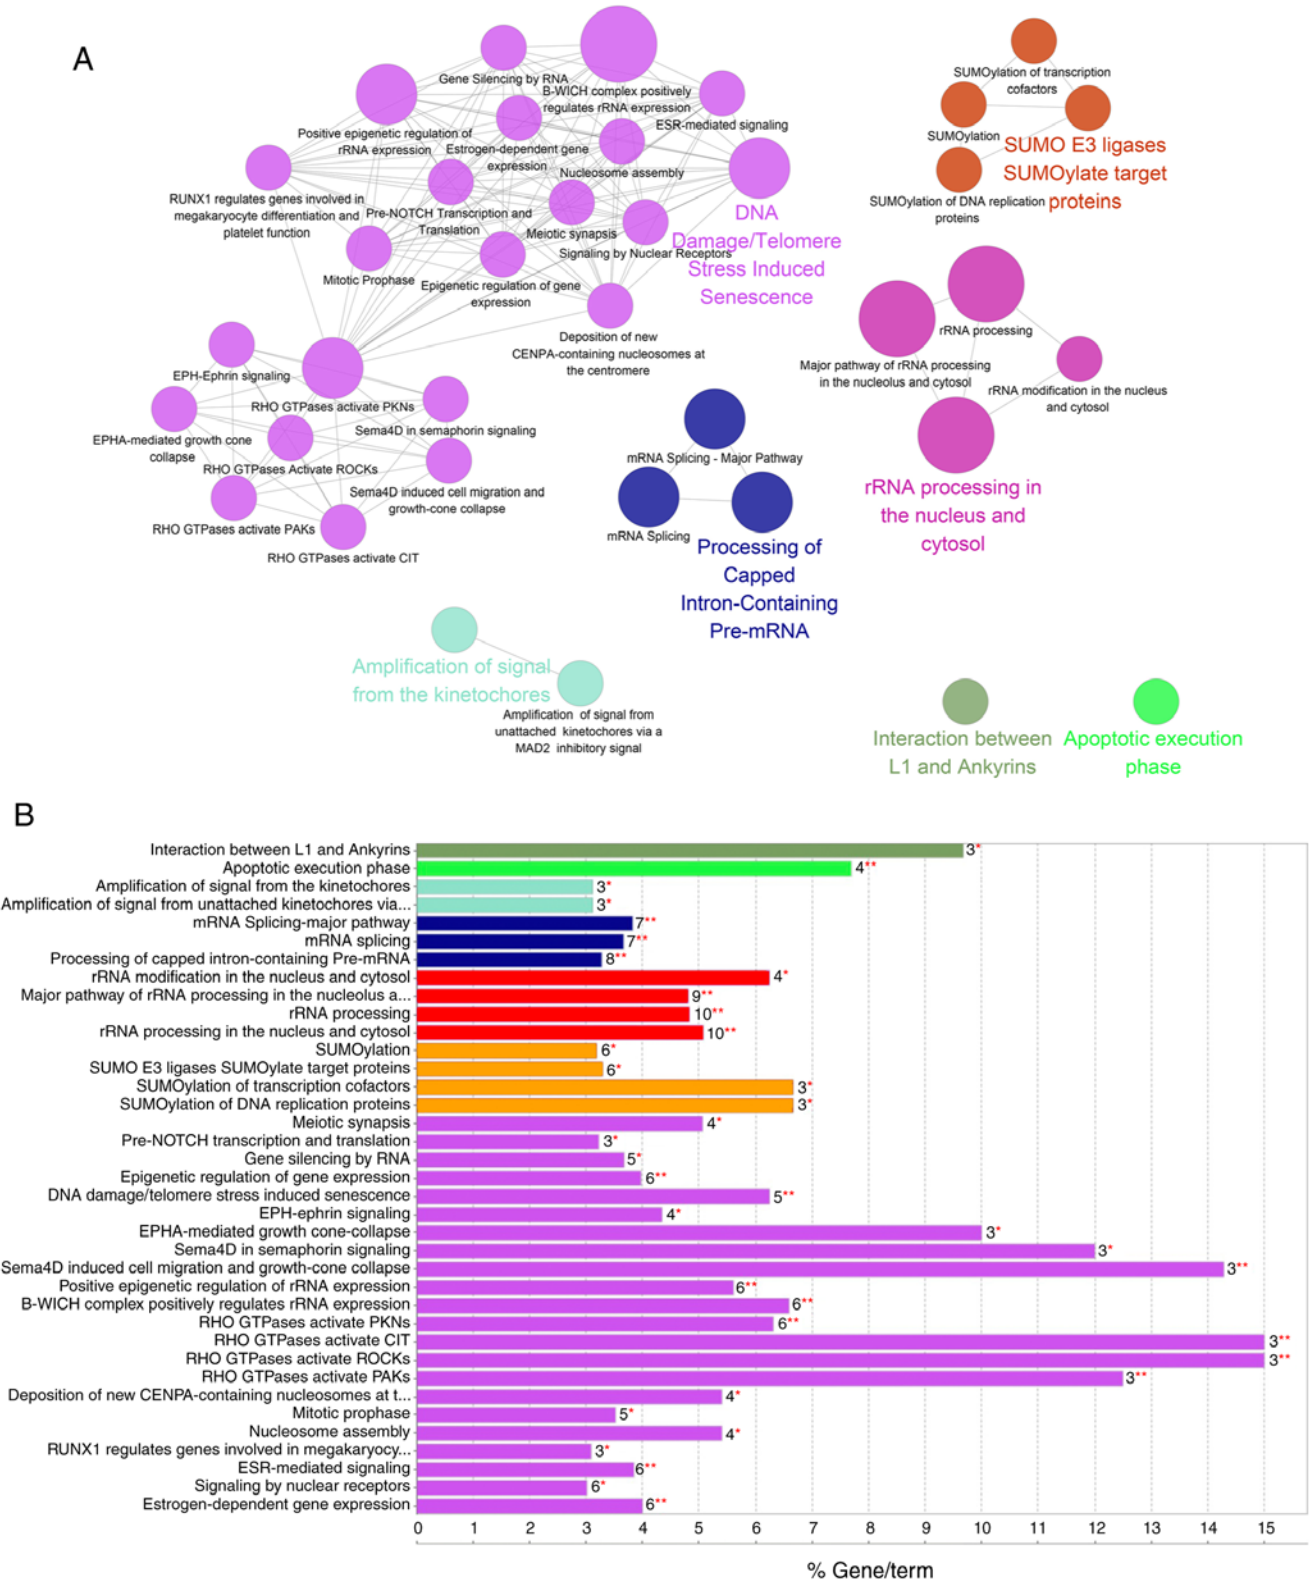 A
Gene Silencing by RNA
B-WICH complex positively
regulates rRNA expression
ESR-mediated signaling
Positive epigenetic regulation of
rRNA expression
Estrogen-dependent gene
expression
Nucleosome assembly
RUNX1 regulates genes involved in
megakaryocyte differentiation and
platelet function
Pre-NOTCH Transcription and
Translation
Meiotic synapsis
Signaling by Nuclear Receptors
DNA
Damage/Telomere
Stress Induced
Senescence
Mitotic Prophase
Epigenetic regulation of gene
expression
Deposition of new
CENPA-containing nucleosomes at
the centromere
EPH-Ephrin signaling
RHO GTPases activate PKNs
EPHA-mediated growth cone
collapse
Sema4D in semaphorin signaling
RHO GTPases Activate ROCKs
Sema4D induced cell migration and
growth-cone collapse
RHO GTPases activate PAKs
RHO GTPases activate CIT
SUMOylation of transcription
cofactors
SUMOylation
SUMO E3 ligases
SUMOylate target
proteins
SUMOylation of DNA replication
proteins
rRNA processing
Major pathway of rRNA processing
in the nucleolus and cytosol
rRNA modification in the nucleus
and cytosol
rRNA processing in
the nucleus and
cytosol
mRNA Splicing - Major Pathway
mRNA Splicing
Processing of
Capped
Intron-Containing
Pre-mRNA
Amplification of signal
from the kinetochores
Amplification of signal from
unattached kinetochores via a
MAD2 inhibitory signal
Interaction between
L1 and Ankyrins
Apoptotic execution
phase
B
Interaction between L1 and Ankyrins 3*
Apoptotic execution phase 4**
Amplification of signal from the kinetochores 3*
Amplification of signal from unattached kinetochores via... 3*
mRNA Splicing-major pathway 7**
mRNA splicing 7**
Processing of capped intron-containing Pre-mRNA 8**
rRNA modification in the nucleus and cytosol 4*
Major pathway of rRNA processing in the nucleolus a... 9**
rRNA processing 10**
rRNA processing in the nucleus and cytosol 10**
SUMOylation 6*
SUMO E3 ligases SUMOylate target proteins 6*
SUMOylation of transcription cofactors 3*
SUMOylation of DNA replication proteins 3*
Meiotic synapsis 4*
Pre-NOTCH transcription and translation 3*
Gene silencing by RNA 5*
Epigenetic regulation of gene expression 6**
DNA damage/telomere stress induced senescence 5**
EPH-ephrin signaling 4*
EPHA-mediated growth cone-collapse 3*
Sema4D in semaphorin signaling 3*
Sema4D induced cell migration and growth-cone collapse 3**
Positive epigenetic regulation of rRNA expression 6**
B-WICH complex positively regulates rRNA expression 6**
RHO GTPases activate PKNs 6**
RHO GTPases activate CIT 3**
RHO GTPases activate ROCKs 3**
RHO GTPases activate PAKs 3**
Deposition of new CENPA-containing nucleosomes at t... 4*
Mitotic prophase 5*
Nucleosome assembly 4*
RUNX1 regulates genes involved in megakaryocy... 3*
ESR-mediated signaling 6**
Signaling by nuclear receptors 6*
Estrogen-dependent gene expression 6**
0 1 2 3 4 5 6 7 8 9 10 11 12 13 14 15
% Gene/term